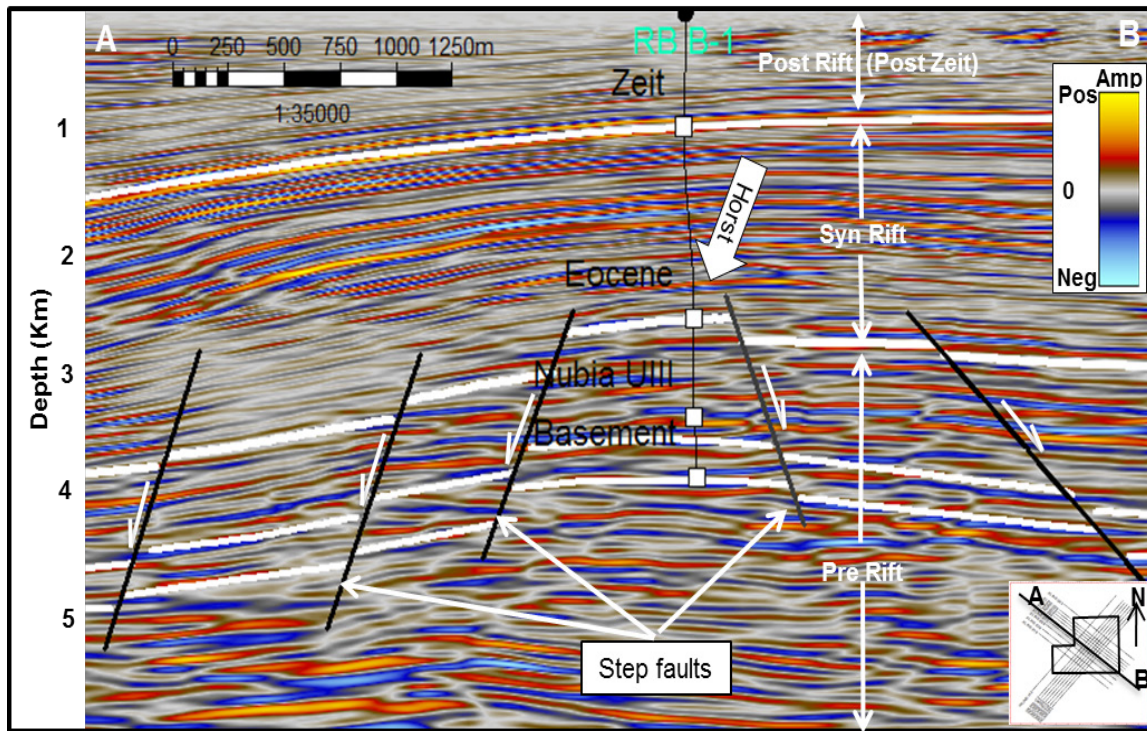 A
B
0 250 500 750 1000 1250m
1:35000
RB B-1
Post Rift (Post Zeit)
Amp
Pos
0
Neg
Zeit
Horst
Syn Rift
Eocene
Nubia UIII
Basement
Pre Rift
Step faults
Depth (Km)
1
2
3
4
5
A
N
B